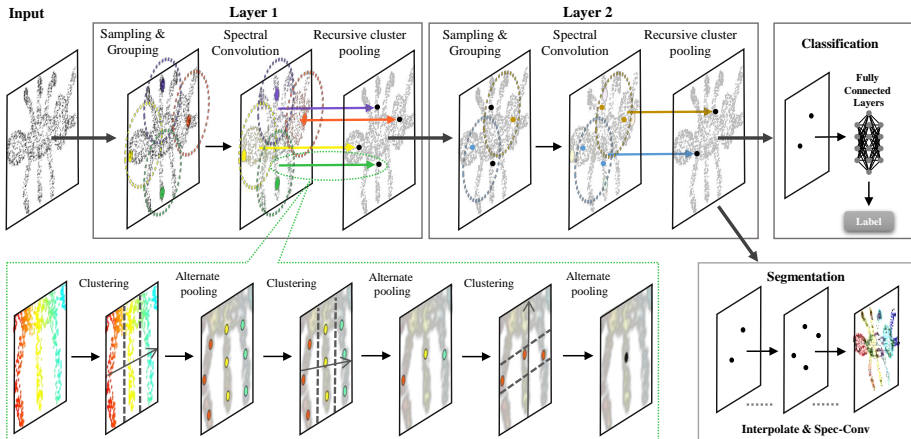 Input
Layer 1
Layer 2
Sampling &
Grouping
Spectral
Convolution
Recursive cluster
pooling
Sampling &
Grouping
Spectral
Convolution
Recursive cluster
pooling
Classification
Fully
Connected
Layers
Label
Clustering
Alternate
pooling
Clustering
Alternate
pooling
Clustering
Alternate
pooling
Segmentation
Interpolate & Spec-Conv